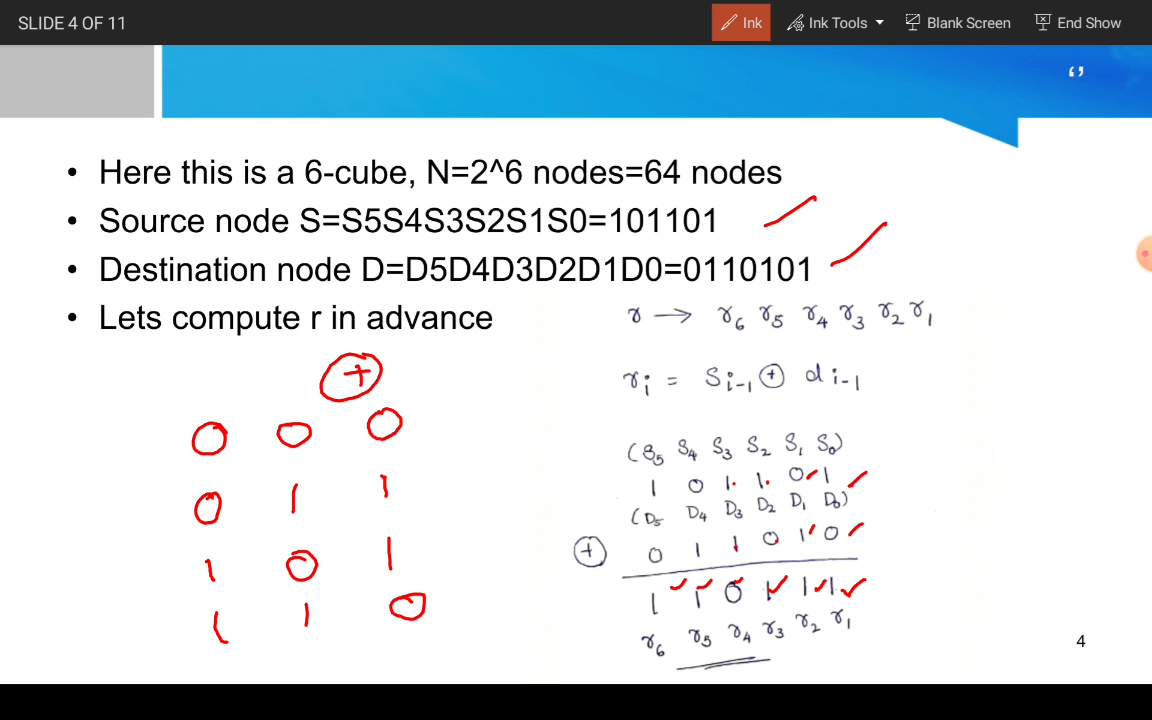 SLIDE 4 OF 11
Ink
Ink Tools
Blank Screen
End Show
‘’
• Here this is a 6-cube, N=2^6 nodes=64 nodes
• Source node S=S5S4S3S2S1S0=101101
• Destination node D=D5D4D3D2D1D0=0110101
• Lets compute r in advance
r → r6 r5 r4 r3 r2 r1
ri = Si-1 ⊕ di-1
(S5 S4 S3 S2 S1 S0)
1 0 1 1 0 1
(D5 D4 D3 D2 D1 D0)
⊕ 0 1 1 0 1 0
1 1 0 1 1 1
r6 r5 r4 r3 r2 r1
⊕
0 0 0
0 1 1
1 0 1
1 1 0
4